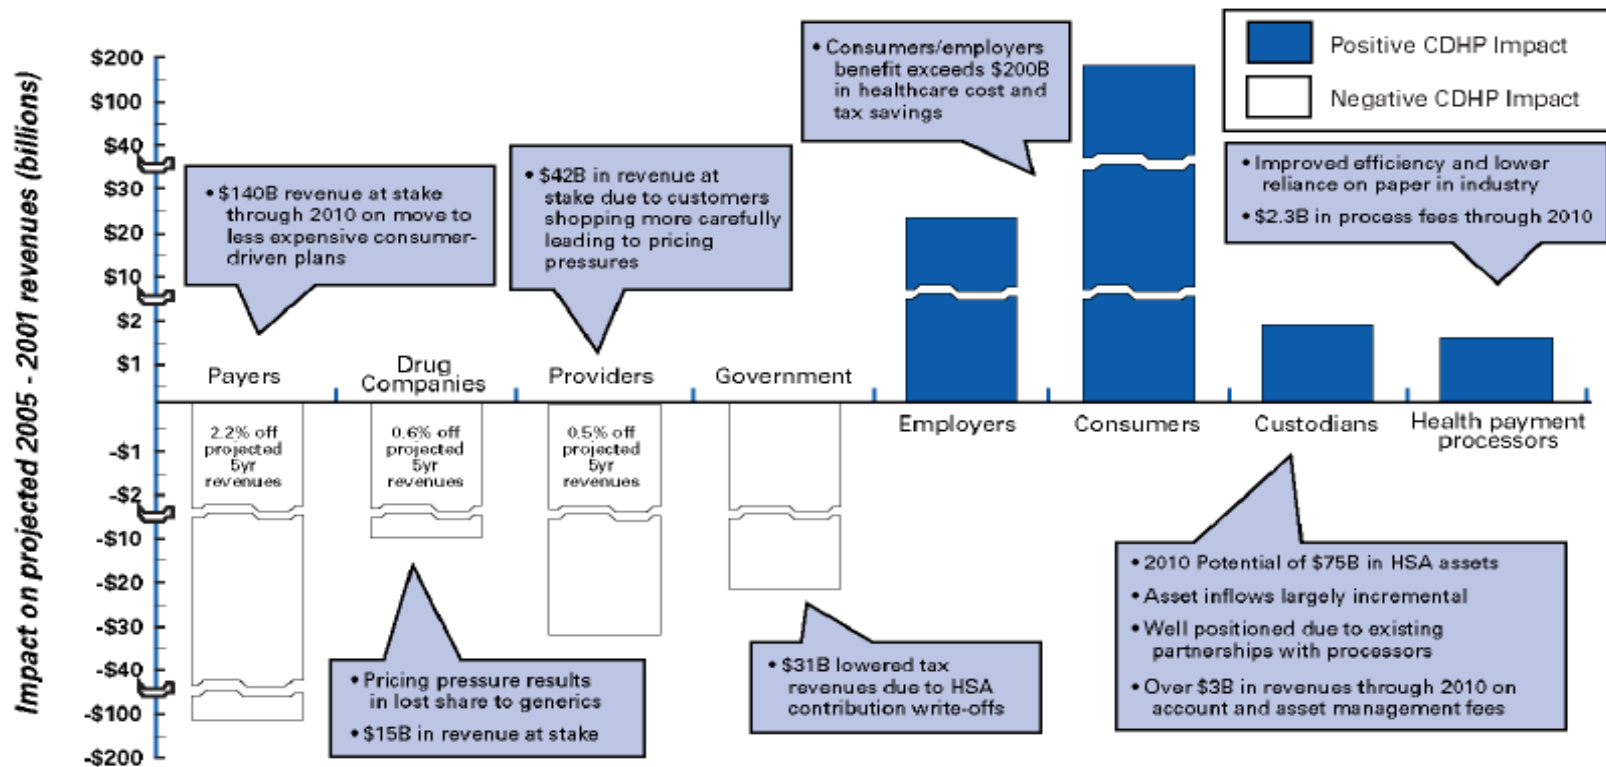 Impact on projected 2005 - 2001 revenues (billions)
$200
$100
$40
$30
$20
$10
$2
$1
-$1
-$2
-$10
-$20
-$30
-$40
-$100
-$200
• $140B revenue at stake
through 2010 on move to
less expensive consumer-
driven plans
• $42B in revenue at
stake due to customers
shopping more carefully
leading to pricing
pressures
• Consumers/employers
benefit exceeds $200B
in healthcare cost and
tax savings
Positive CDHP Impact
Negative CDHP Impact
• Improved efficiency and lower
reliance on paper in industry
• $2.3B in process fees through 2010
Payers
Drug
Companies
Providers
Government
Employers
Consumers
Custodians
Health payment
processors
2.2% off
projected
5yr
revenues
0.6% off
projected
5yr
revenues
0.5% off
projected
5yr
revenues
• Pricing pressure results
in lost share to generics
• $15B in revenue at stake
• $31B lowered tax
revenues due to HSA
contribution write-offs
• 2010 Potential of $75B in HSA assets
• Asset inflows largely incremental
• Well positioned due to existing
partnerships with processors
• Over $3B in revenues through 2010 on
account and asset management fees